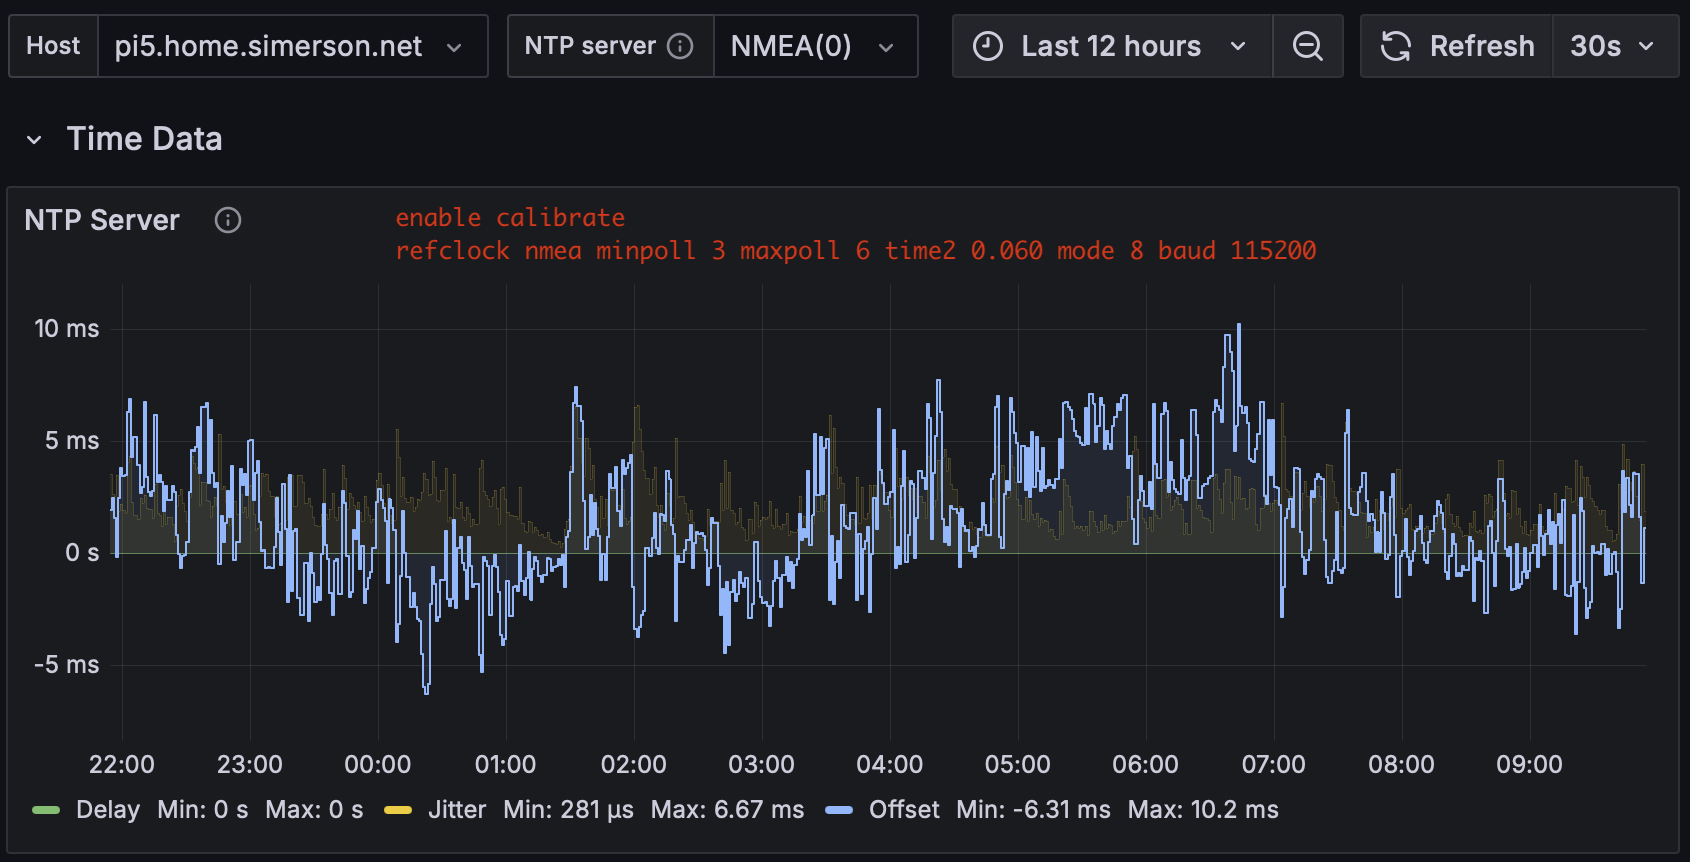 Host pi5.home.simerson.net NTP server NMEA(0) Last 12 hours Refresh 30s
Time Data
NTP Server
enable calibrate
refclock nmea minpoll 3 maxpoll 6 time2 0.060 mode 8 baud 115200
10 ms
5 ms
0 s
-5 ms
22:00 23:00 00:00 01:00 02:00 03:00 04:00 05:00 06:00 07:00 08:00 09:00
Delay Min: 0 s Max: 0 s Jitter Min: 281 µs Max: 6.67 ms Offset Min: -6.31 ms Max: 10.2 ms